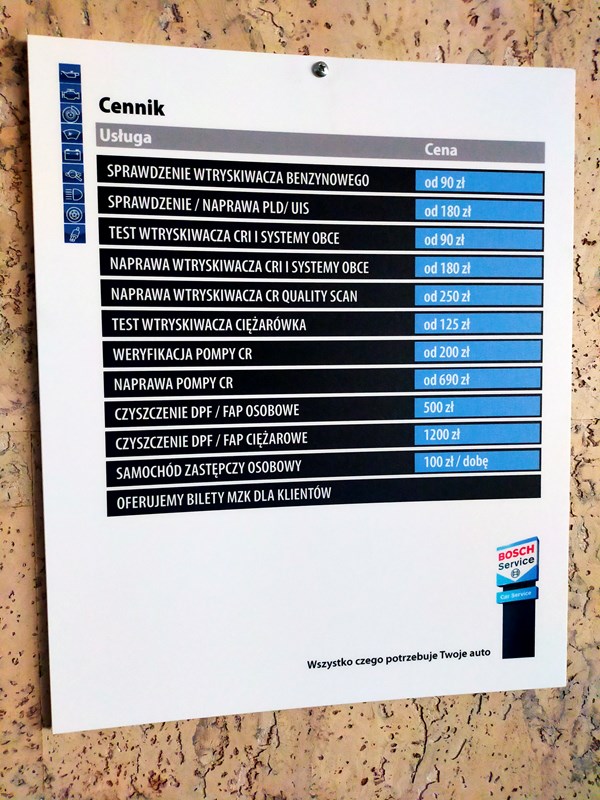 Cennik
Usługa Cena
SPRAWDZENIE WTRYSKIWACZA BENZYNOWEGO od 90 zł
SPRAWDZENIE / NAPRAWA PLD/ UIS od 180 zł
TEST WTRYSKIWACZA CRI I SYSTEMY OBCE od 90 zł
NAPRAWA WTRYSKIWACZA CRI I SYSTEMY OBCE od 180 zł
NAPRAWA WTRYSKIWACZA CR QUALITY SCAN od 250 zł
TEST WTRYSKIWACZA CIĘŻARÓWKA od 125 zł
WERYFIKACJA POMPY CR od 200 zł
NAPRAWA POMPY CR od 690 zł
CZYSZCZENIE DPF / FAP OSOBOWE 500 zł
CZYSZCZENIE DPF / FAP CIĘŻAROWE 1200 zł
SAMOCHÓD ZASTĘPCZY OSOBOWY 100 zł / dobę
OFERUJEMY BILETY MZK DLA KLIENTÓW
BOSCH
Service
Car Service
Wszystko czego potrzebuje Twoje auto